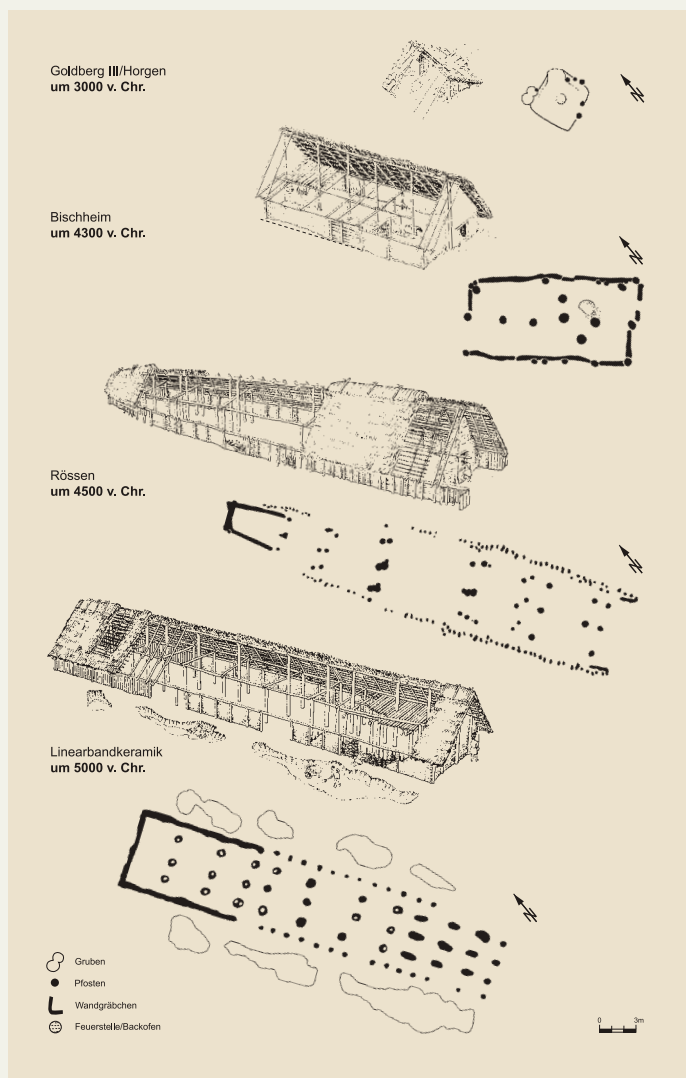 Goldberg III/Horgen
um 3000 v. Chr.
N
Bischheim
um 4300 v. Chr.
N
Rössen
um 4500 v. Chr.
N
Linearbandkeramik
um 5000 v. Chr.
N
Gruben
Pfosten
Wandgräbchen
Feuerstelle/Backofen
0 3m